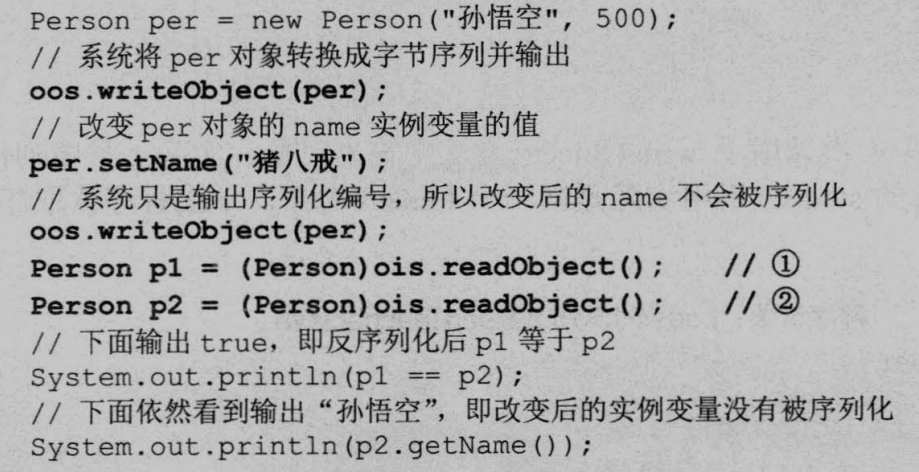 Person per = new Person("孙悟空", 500);
// 系统将 per 对象转换成字节序列并输出
oos.writeObject(per);
// 改变 per 对象的 name 实例变量的值
per.setName("猪八戒");
// 系统只是输出序列化编号，所以改变后的 name 不会被序列化
oos.writeObject(per);
Person p1 = (Person)ois.readObject(); // ①
Person p2 = (Person)ois.readObject(); // ②
// 下面输出 true，即反序列化后 p1 等于 p2
System.out.println(p1 == p2);
// 下面依然看到输出“孙悟空”，即改变后的实例变量没有被序列化
System.out.println(p2.getName());